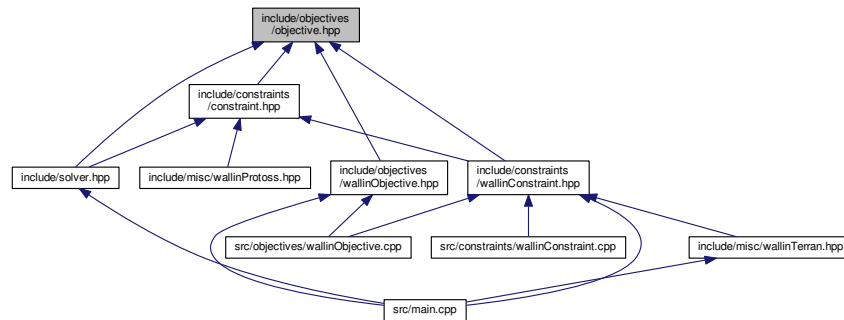 include/objectives
/objective.hpp
include/constraints
/constraint.hpp
include/solver.hpp
include/misc/wallinProtoss.hpp
include/objectives
/wallinObjective.hpp
include/constraints
/wallinConstraint.hpp
src/objectives/wallinObjective.cpp
src/constraints/wallinConstraint.cpp
include/misc/wallinTerran.hpp
src/main.cpp